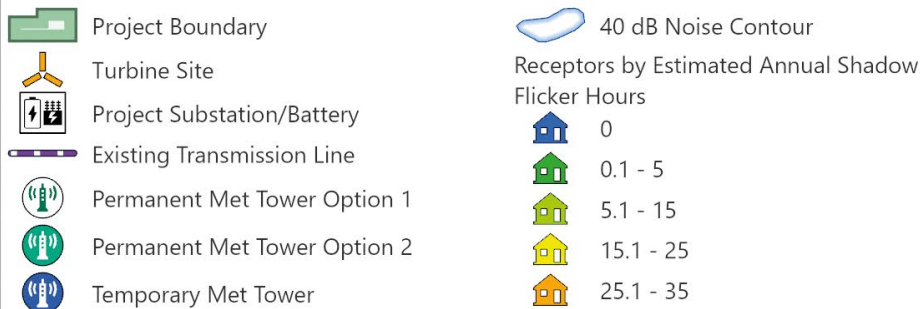 Project Boundary
Turbine Site
Project Substation/Battery
Existing Transmission Line
Permanent Met Tower Option 1
Permanent Met Tower Option 2
Temporary Met Tower
40 dB Noise Contour
Receptors by Estimated Annual Shadow
Flicker Hours
0
0.1 - 5
5.1 - 15
15.1 - 25
25.1 - 35